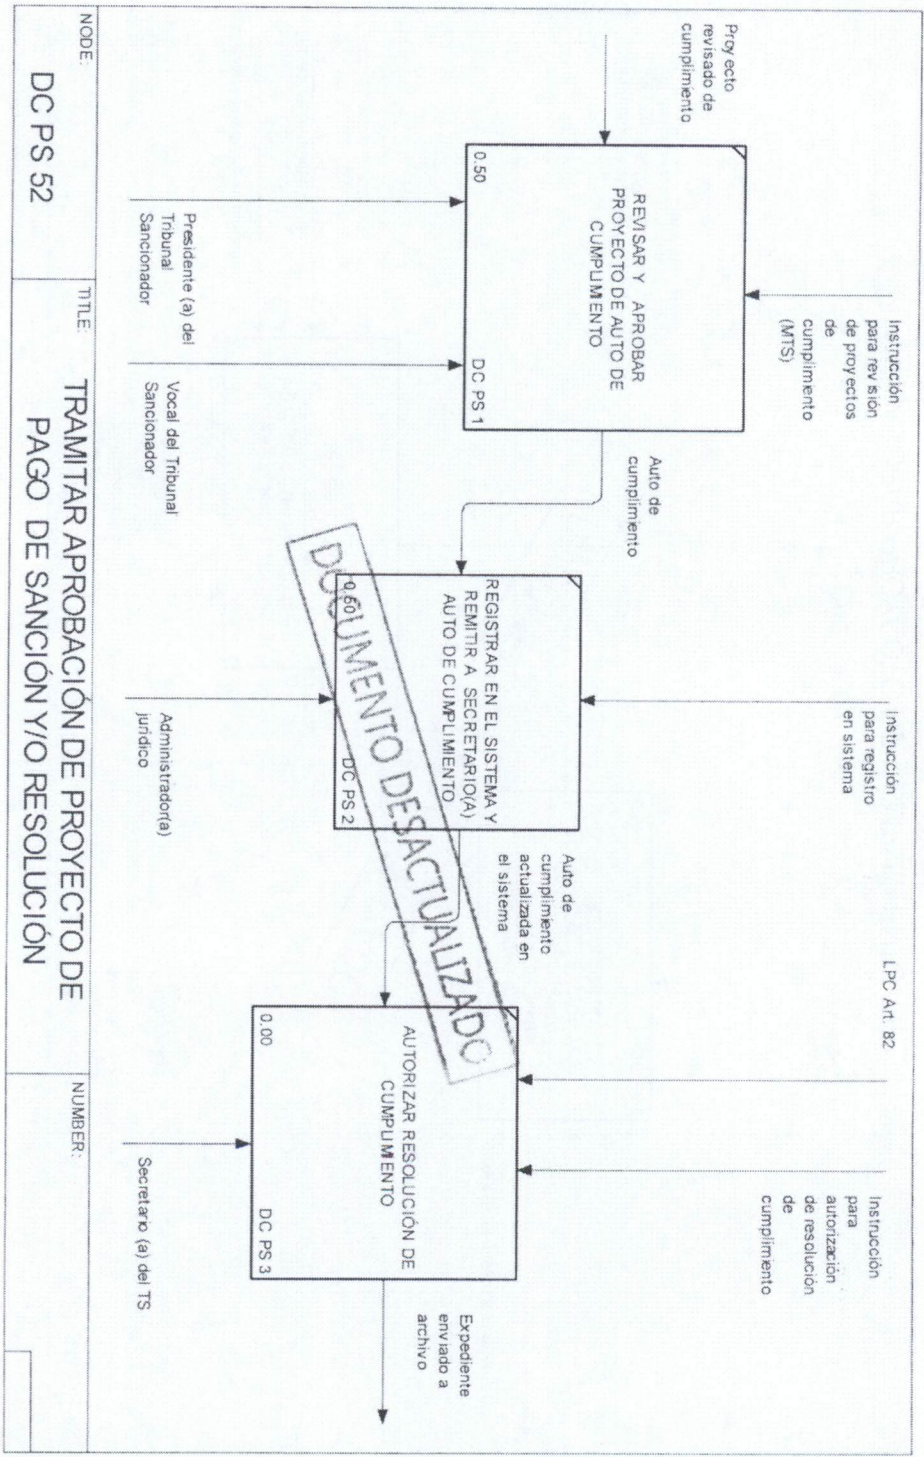 Proyecto
revisado de
cumplimiento
Instrucción
para revisión
de proyectos
de
cumplimiento
(MTS)
REVISAR Y APROBAR
PROYECTO DE AUTO DE
CUMPLIMIENTO
0.50
DC PS 1
Presidente (a) del
Tribunal
Sancionador
Vocal del Tribunal
Sancionador
Auto de
cumplimiento
Instrucción
para registro
en sistema
REGISTRAR EN EL SISTEMA Y
REMITIR A SECRETARIO(A)
AUTO DE CUMPLIMIENTO
0.50
DC PS 2
Administrador(a)
jurídico
Auto de
cumplimiento
actualizada en
el sistema
DOCUMENTO DESACTUALIZADO
LPC Art. 82
Instrucción
para
autorización
de resolución
de
cumplimiento
AUTORIZAR RESOLUCIÓN DE
CUMPLIMIENTO
0.00
DC PS 3
Secretario (a) del TS
Expediente
enviado a
archivo
NODE:
DC PS 52
TITLE:
TRAMITAR APROBACIÓN DE PROYECTO DE
PAGO DE SANCIÓN Y/O RESOLUCIÓN
NUMBER: